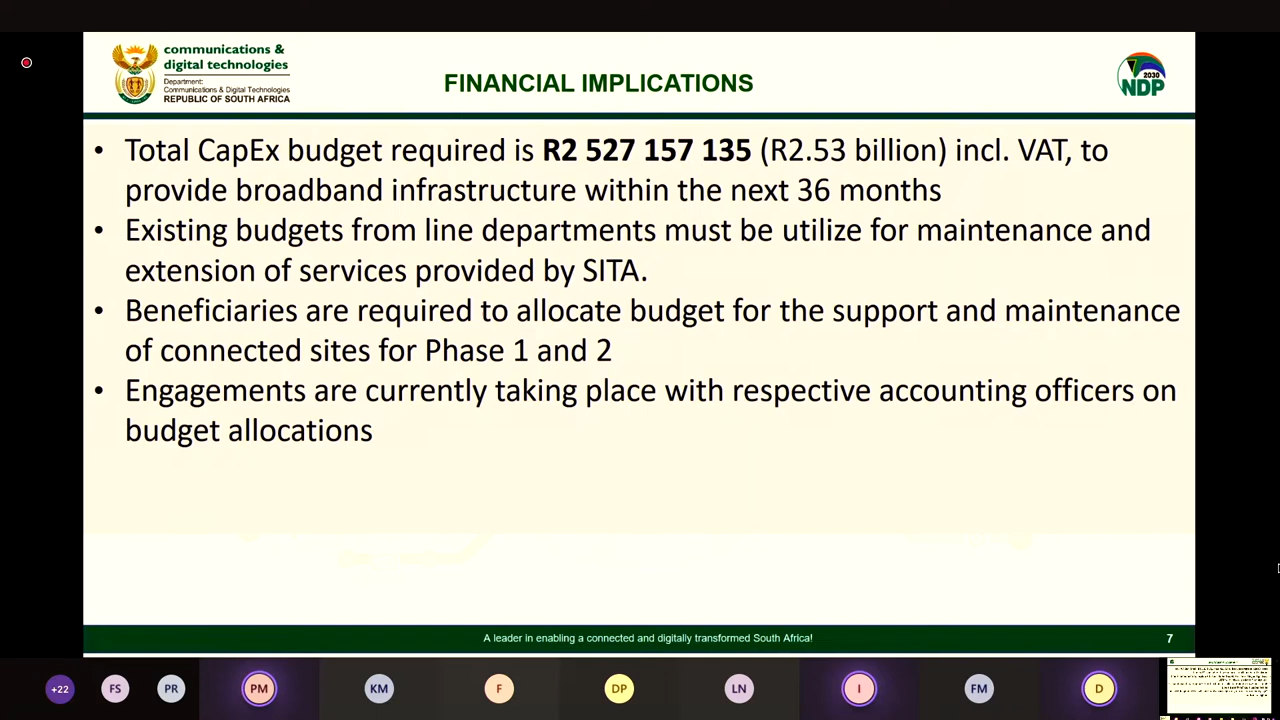 communications &
digital technologies
Department:
Communications & Digital Technologies
REPUBLIC OF SOUTH AFRICA
FINANCIAL IMPLICATIONS
2030
NDP
• Total CapEx budget required is R2 527 157 135 (R2.53 billion) incl. VAT, to
provide broadband infrastructure within the next 36 months
• Existing budgets from line departments must be utilize for maintenance and
extension of services provided by SITA.
• Beneficiaries are required to allocate budget for the support and maintenance
of connected sites for Phase 1 and 2
• Engagements are currently taking place with respective accounting officers on
budget allocations
A leader in enabling a connected and digitally transformed South Africa!
7
+22 FS PR PM KM F DP LN I FM D